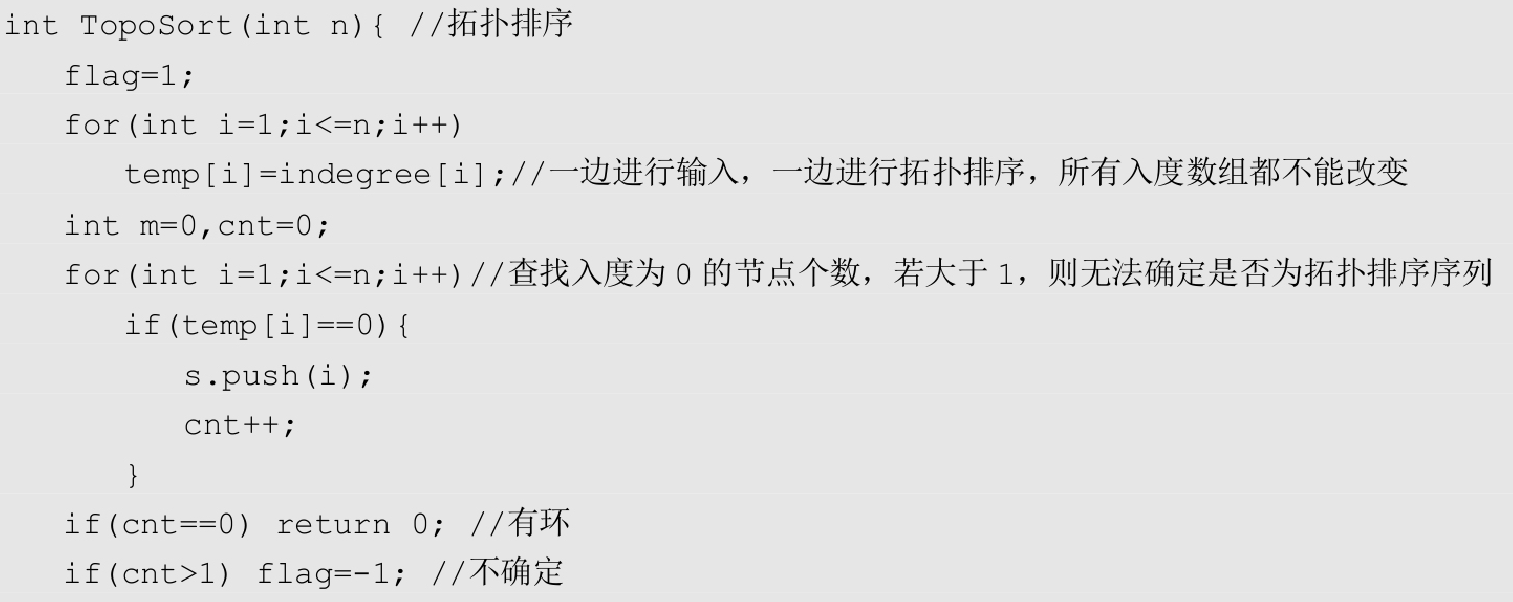 int TopoSort(int n){ //拓扑排序
flag=1;
for(int i=1;i<=n;i++)
temp[i]=indegree[i];//一边进行输入，一边进行拓扑排序，所有入度数组都不能改变
int m=0,cnt=0;
for(int i=1;i<=n;i++)//查找入度为 0 的节点个数，若大于 1，则无法确定是否为拓扑排序序列
if(temp[i]==0){
s.push(i);
cnt++;
}
if(cnt==0) return 0; //有环
if(cnt>1) flag=-1; //不确定